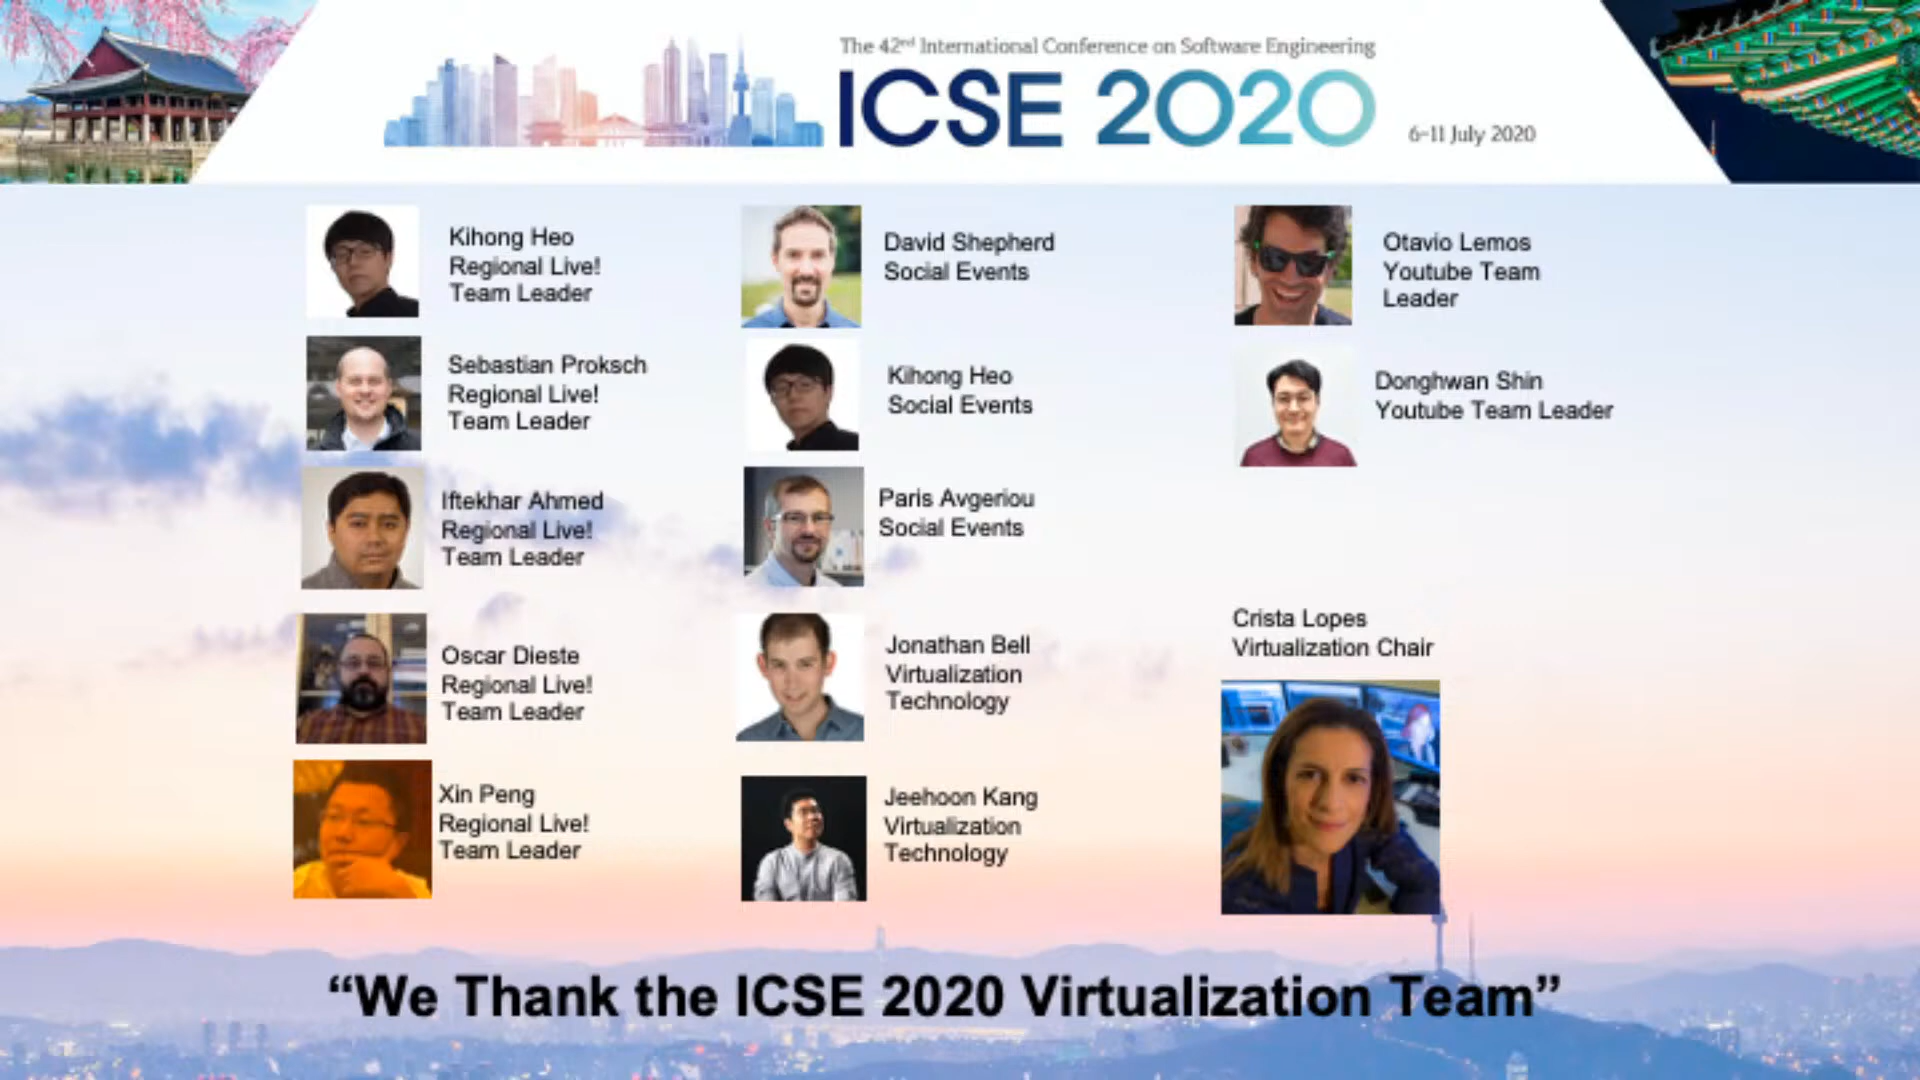 The 42nd International Conference on Software Engineering
ICSE 2020
6-11 July 2020
Kihong Heo
Regional Live!
Team Leader
Sebastian Proksch
Regional Live!
Team Leader
Iftekhar Ahmed
Regional Live!
Team Leader
Oscar Dieste
Regional Live!
Team Leader
Xin Peng
Regional Live!
Team Leader
David Shepherd
Social Events
Kihong Heo
Social Events
Paris Avgeriou
Social Events
Jonathan Bell
Virtualization
Technology
Jeehoon Kang
Virtualization
Technology
Otavio Lemos
Youtube Team
Leader
Donghwan Shin
Youtube Team Leader
Crista Lopes
Virtualization Chair
“We Thank the ICSE 2020 Virtualization Team”